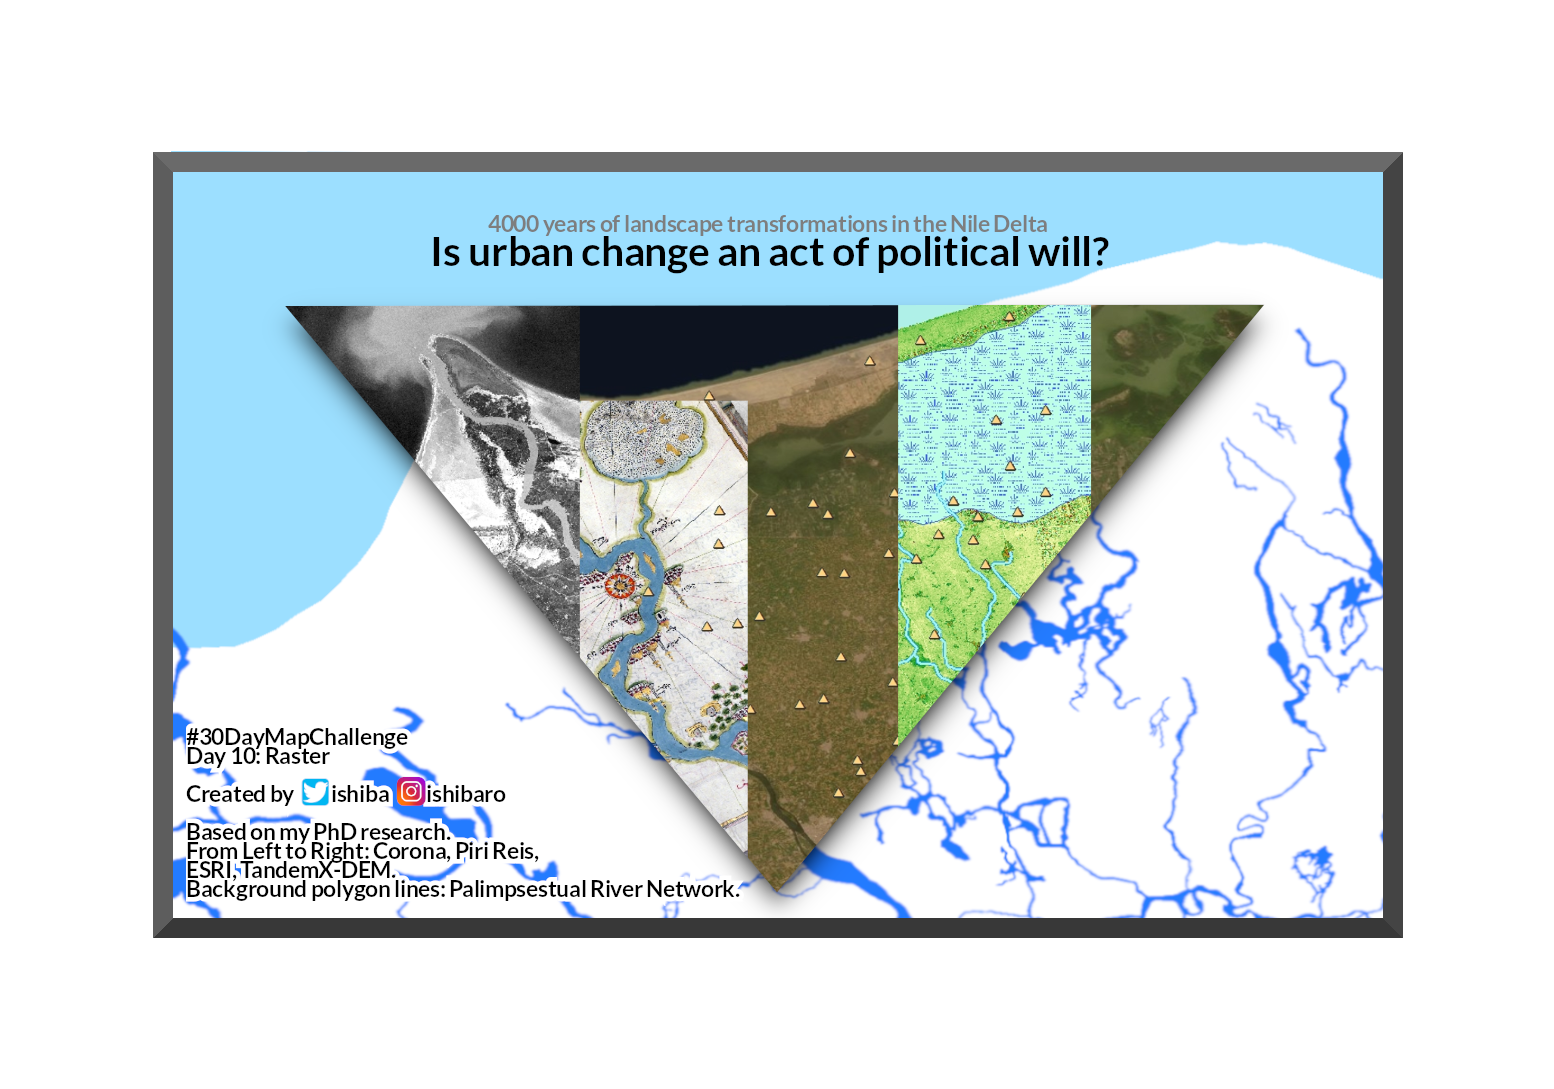 4000 years of landscape transformations in the Nile Delta
Is urban change an act of political will?
#30DayMapChallenge
Day 10: Raster
Created by ishiba ishibaro
Based on my PhD research.
From Left to Right: Corona, Piri Reis,
ESRI, TandemX-DEM.
Background polygon lines: Palimpsestual River Network.